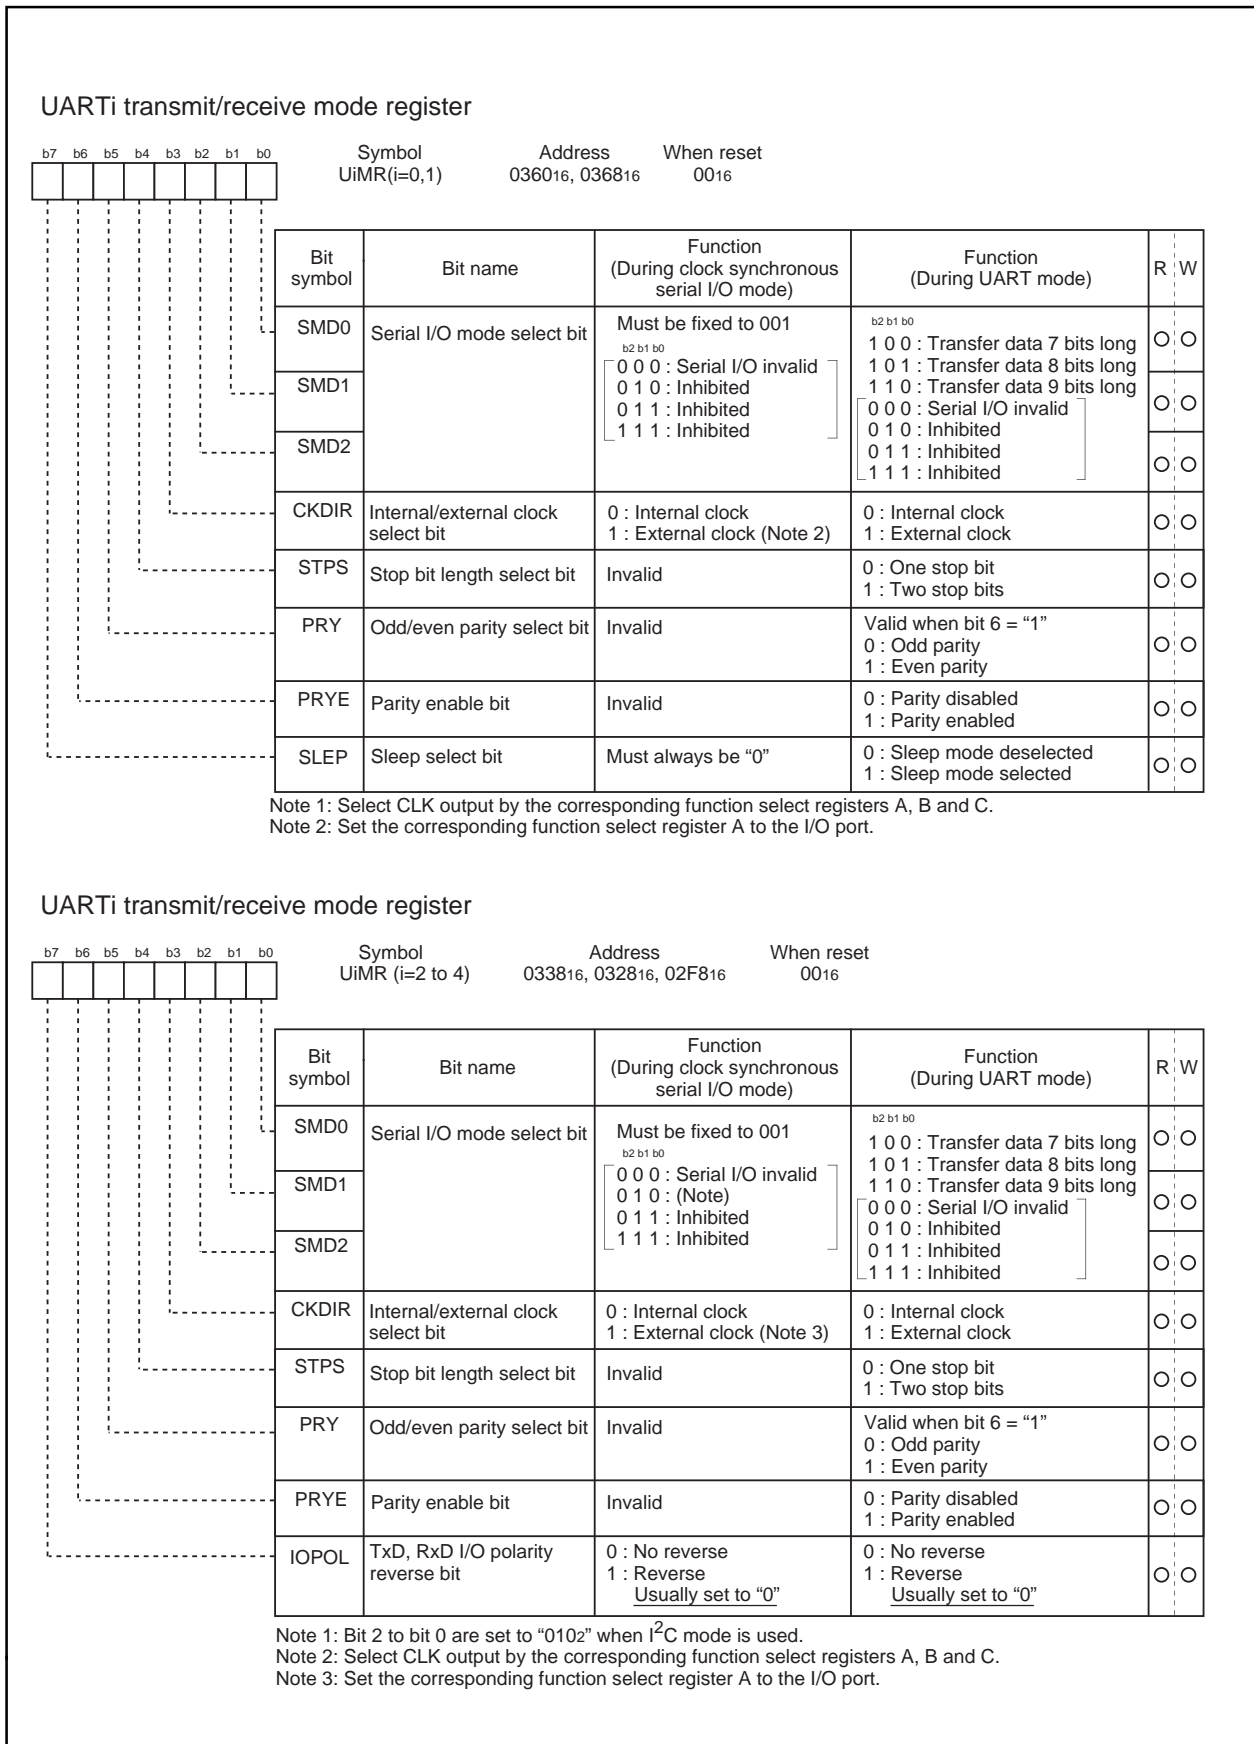 UARTi transmit/receive mode register
b7 b6 b5 b4 b3 b2 b1 b0
Symbol Address When reset
UiMR(i=0,1) 036016, 036816 0016
Bit symbol Bit name Function (During clock synchronous serial I/O mode) Function (During UART mode) R W
SMD0 Serial I/O mode select bit
SMD1
SMD2
Must be fixed to 001
b2 b1 b0
0 0 0 : Serial I/O invalid
0 1 0 : Inhibited
0 1 1 : Inhibited
1 1 1 : Inhibited
b2 b1 b0
1 0 0 : Transfer data 7 bits long
1 0 1 : Transfer data 8 bits long
1 1 0 : Transfer data 9 bits long
0 0 0 : Serial I/O invalid
0 1 0 : Inhibited
0 1 1 : Inhibited
1 1 1 : Inhibited
CKDIR
Internal/external clock
select bit
0 : Internal clock
1 : External clock (Note 2)
0 : Internal clock
1 : External clock
STPS
Stop bit length select bit
Invalid
0 : One stop bit
1 : Two stop bits
PRY
Odd/even parity select bit
Invalid
Valid when bit 6 = “1”
0 : Odd parity
1 : Even parity
PRYE
Parity enable bit
Invalid
0 : Parity disabled
1 : Parity enabled
SLEP
Sleep select bit
Must always be “0”
0 : Sleep mode deselected
1 : Sleep mode selected
Note 1: Select CLK output by the corresponding function select registers A, B and C.
Note 2: Set the corresponding function select register A to the I/O port.
UARTi transmit/receive mode register
b7 b6 b5 b4 b3 b2 b1 b0
Symbol Address When reset
UiMR (i=2 to 4) 033816, 032816, 02F816 0016
Bit symbol Bit name Function (During clock synchronous serial I/O mode) Function (During UART mode) R W
SMD0 Serial I/O mode select bit
SMD1
SMD2
Must be fixed to 001
b2 b1 b0
0 0 0 : Serial I/O invalid
0 1 0 : (Note)
0 1 1 : Inhibited
1 1 1 : Inhibited
b2 b1 b0
1 0 0 : Transfer data 7 bits long
1 0 1 : Transfer data 8 bits long
1 1 0 : Transfer data 9 bits long
0 0 0 : Serial I/O invalid
0 1 0 : Inhibited
0 1 1 : Inhibited
1 1 1 : Inhibited
CKDIR
Internal/external clock
select bit
0 : Internal clock
1 : External clock (Note 3)
0 : Internal clock
1 : External clock
STPS
Stop bit length select bit
Invalid
0 : One stop bit
1 : Two stop bits
PRY
Odd/even parity select bit
Invalid
Valid when bit 6 = “1”
0 : Odd parity
1 : Even parity
PRYE
Parity enable bit
Invalid
0 : Parity disabled
1 : Parity enabled
IOPOL
TxD, RxD I/O polarity
reverse bit
0 : No reverse
1 : Reverse
Usually set to “0”
0 : No reverse
1 : Reverse
Usually set to “0”
Note 1: Bit 2 to bit 0 are set to “0102” when I2C mode is used.
Note 2: Select CLK output by the corresponding function select registers A, B and C.
Note 3: Set the corresponding function select register A to the I/O port.